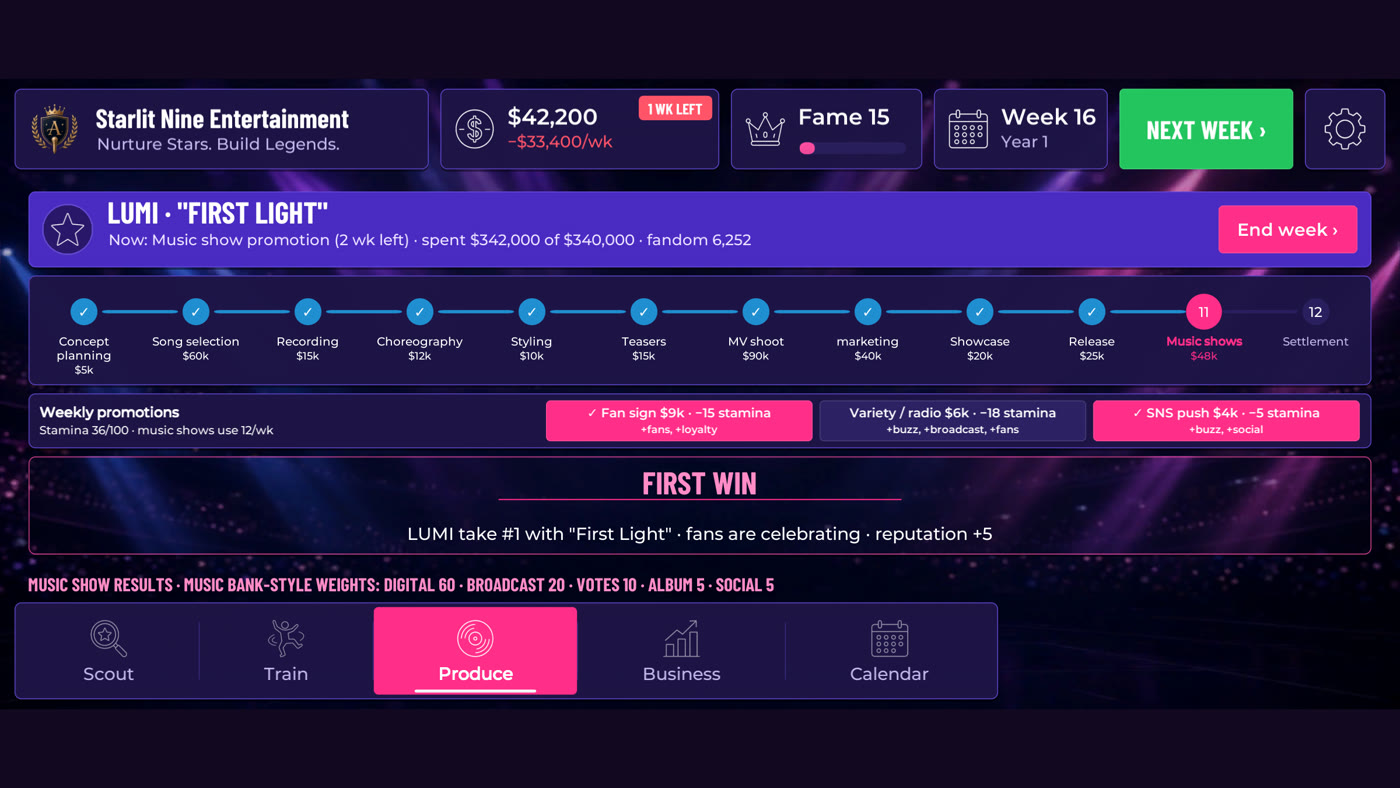 Starlit Nine Entertainment
Nurture Stars. Build Legends.
$42,200
−$33,400/wk
1 WK LEFT
Fame 15
Week 16
Year 1
NEXT WEEK ›
LUMI · "FIRST LIGHT"
Now: Music show promotion (2 wk left) · spent $342,000 of $340,000 · fandom 6,252
End week ›
✓ ✓ ✓ ✓ ✓ ✓ ✓ ✓ ✓ ✓ 11 12
Concept planning
$5k
Song selection
$60k
Recording
$15k
Choreography
$12k
Styling
$10k
Teasers
$15k
MV shoot
$90k
marketing
$40k
Showcase
$20k
Release
$25k
Music shows
$48k
Settlement
Weekly promotions
Stamina 36/100 · music shows use 12/wk
✓ Fan sign $9k · −15 stamina
+fans, +loyalty
Variety / radio $6k · −18 stamina
+buzz, +broadcast, +fans
✓ SNS push $4k · −5 stamina
+buzz, +social
FIRST WIN
LUMI take #1 with "First Light" · fans are celebrating · reputation +5
MUSIC SHOW RESULTS · MUSIC BANK-STYLE WEIGHTS: DIGITAL 60 · BROADCAST 20 · VOTES 10 · ALBUM 5 · SOCIAL 5
Scout
Train
Produce
Business
Calendar